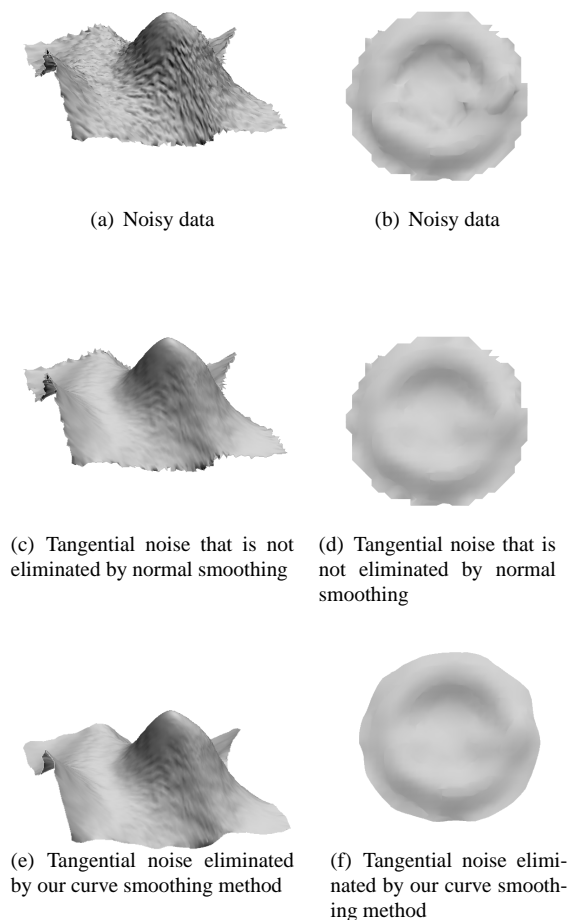 (a) Noisy data
(b) Noisy data
(c) Tangential noise that is not
eliminated by normal smoothing
(d) Tangential noise that is
not eliminated by normal
smoothing
(e) Tangential noise eliminated
by our curve smoothing method
(f) Tangential noise elimi-
nated by our curve smooth-
ing method